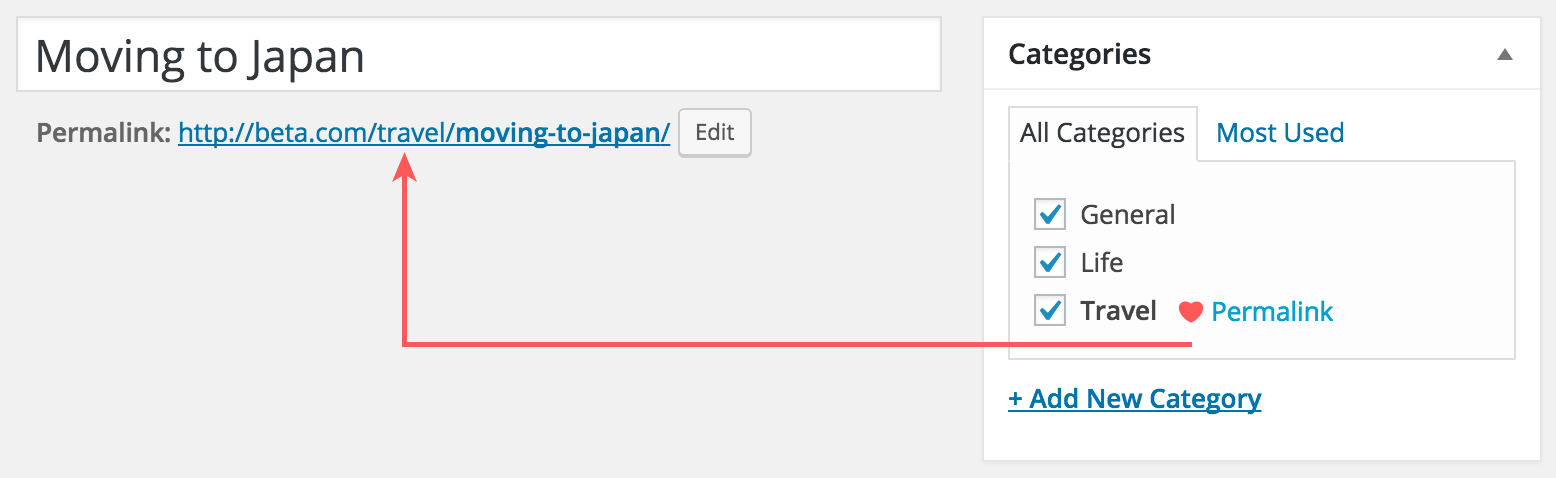 Moving to Japan
Permalink: http://beta.com/travel/moving-to-japan/ Edit
Categories
All Categories Most Used
General
Life
Travel Permalink
+ Add New Category